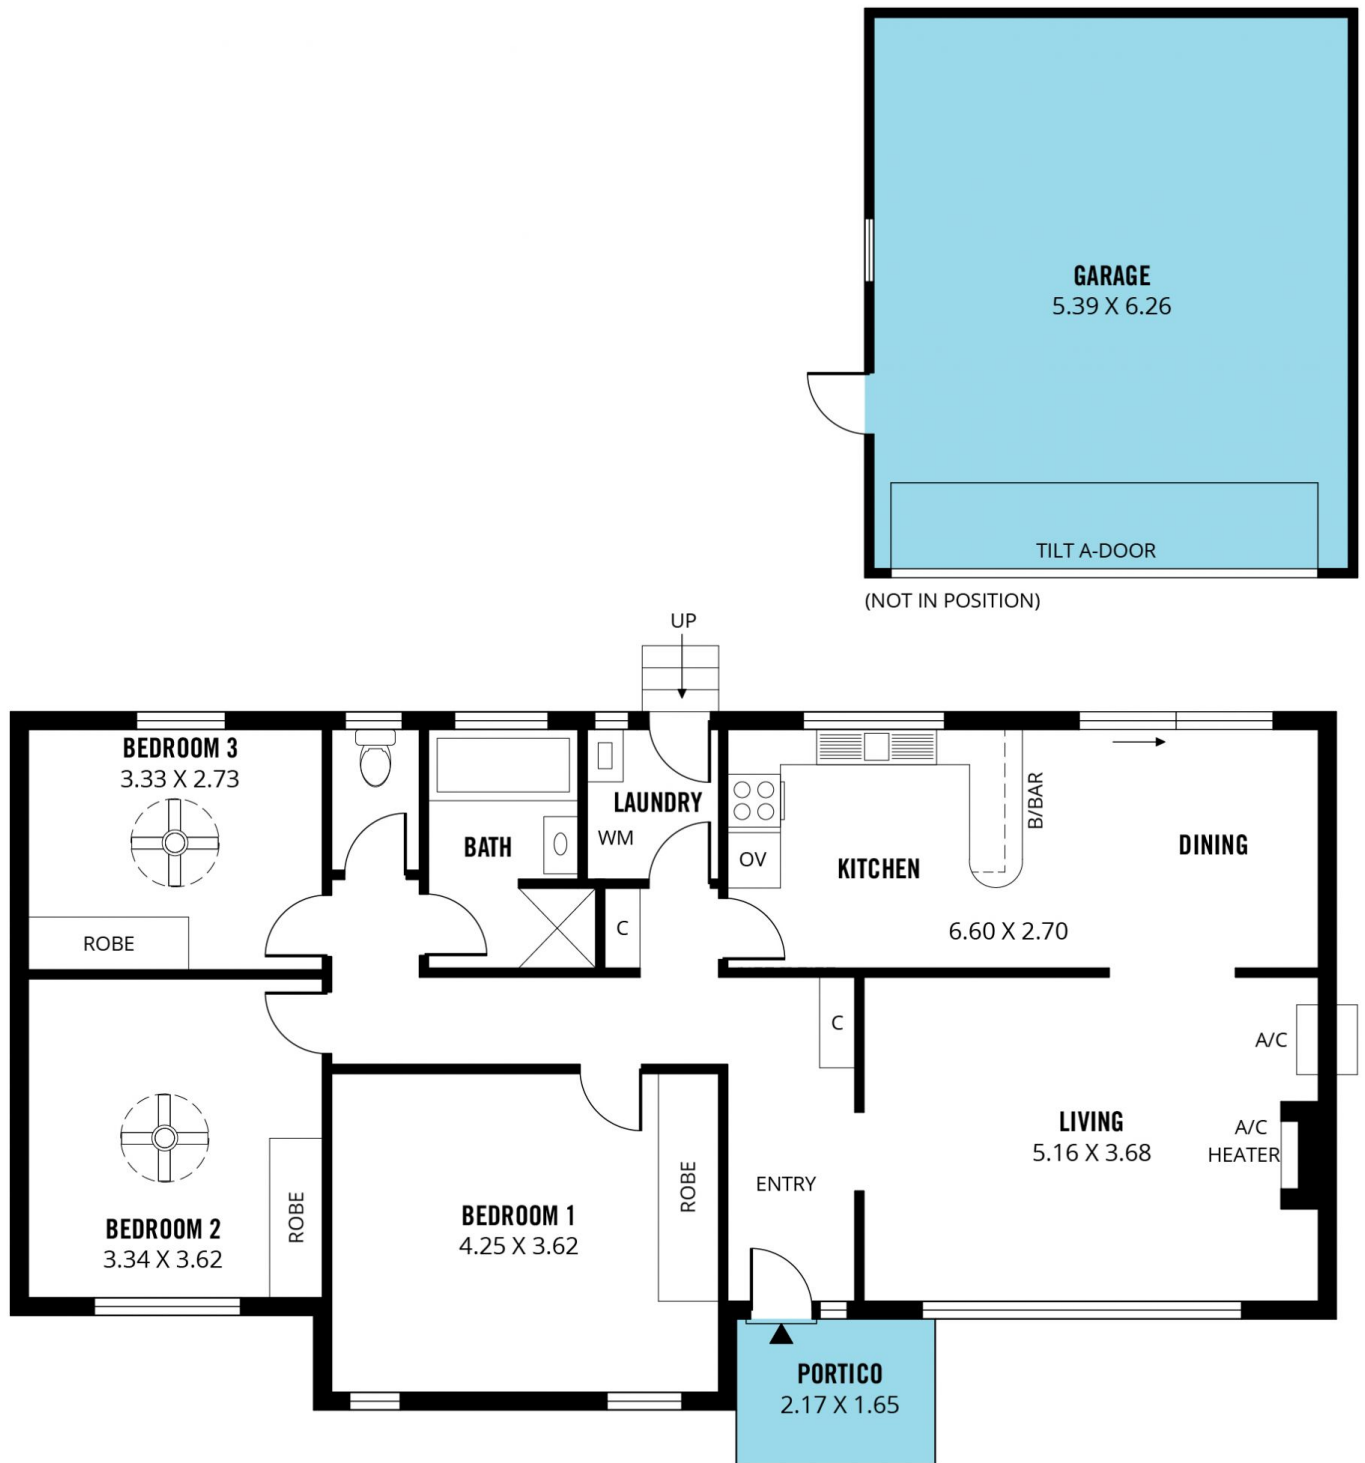 GARAGE
5.39 X 6.26
TILT A-DOOR
(NOT IN POSITION)
UP
BEDROOM 3
3.33 X 2.73
ROBE
BATH
LAUNDRY
WM
C
OV
KITCHEN
B/BAR
DINING
6.60 X 2.70
BEDROOM 2
3.34 X 3.62
ROBE
BEDROOM 1
4.25 X 3.62
ROBE
C
ENTRY
LIVING
5.16 X 3.68
A/C
A/C
HEATER
PORTICO
2.17 X 1.65